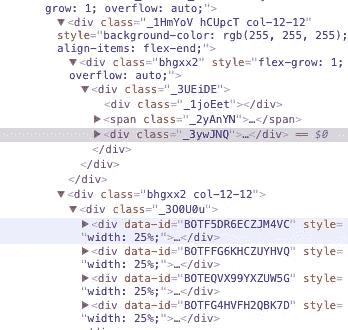 grow: 1; overflow: auto;">
▼<div class="_1HmYoV hCUpcT col-12-12"
style="background-color: rgb(255, 255, 255);
align-items: flex-end;">
▼<div class="bhgxx2" style="flex-grow: 1;
overflow: auto;">
▼<div class="_3UEiDE">
<div class="_1joEet"></div>
▶<span class="_2yAnYN">…</span>
▶<div class="_3ywJNQ">…</div> == $0
</div>
</div>
</div>
▼<div class="bhgxx2 col-12-12">
▼<div class="_3O0U0u">
▶<div data-id="BOTF5DR6ECZJM4VC" style=
"width: 25%;">…</div>
▶<div data-id="BOTFFG6KHCZUYHVQ" style=
"width: 25%;">…</div>
▶<div data-id="BOTEQVX99YXZUW5G" style=
"width: 25%;">…</div>
▶<div data-id="BOTFG4HVFH2QBK7D" style=
"width: 25%;">…</div>